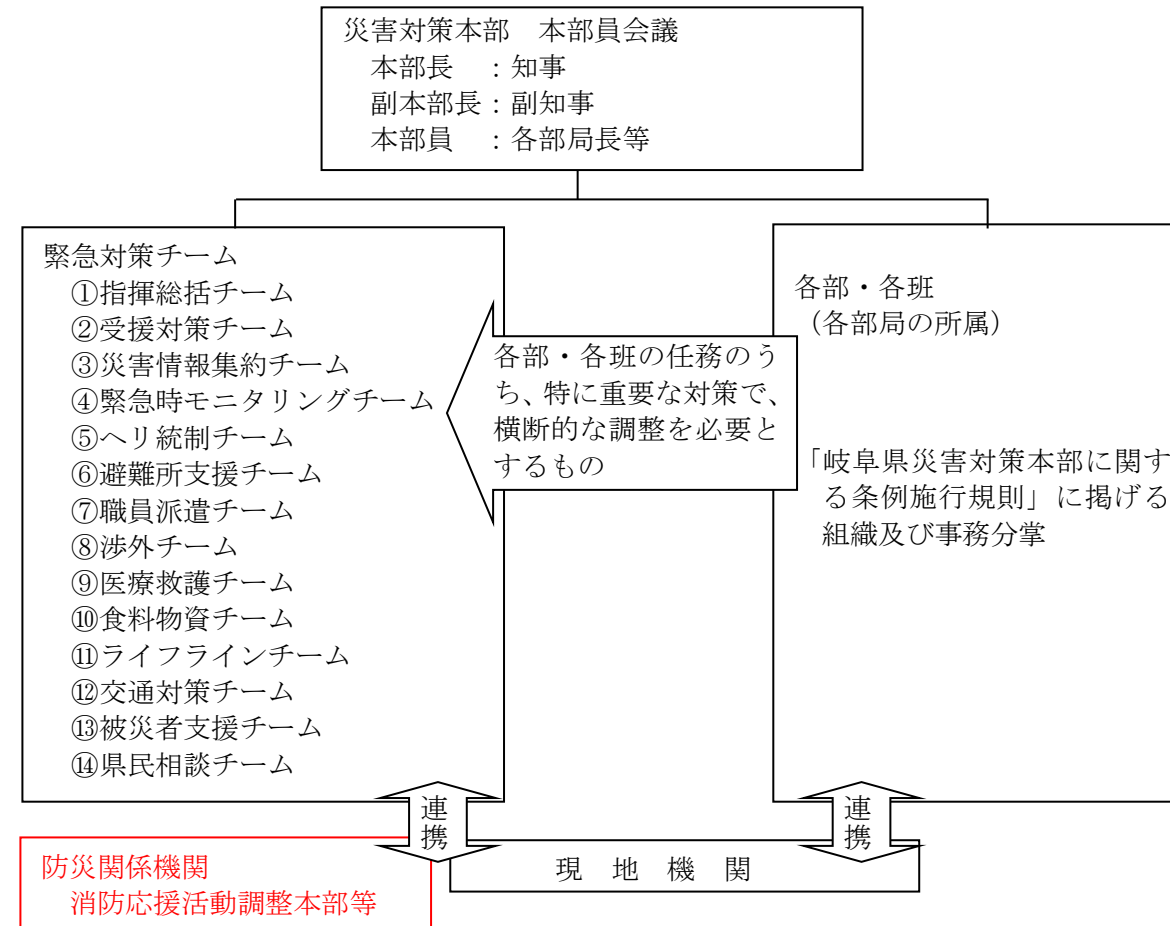 災害対策本部　本部員会議
本部長　：知事
副本部長：副知事
本部員　：各部局長等
緊急対策チーム
①指揮総括チーム
②受援対策チーム
③災害情報集約チーム
④緊急時モニタリングチーム
⑤ヘリ統制チーム
⑥避難所支援チーム
⑦職員派遣チーム
⑧渉外チーム
⑨医療救護チーム
⑩食料物資チーム
⑪ライフラインチーム
⑫交通対策チーム
⑬被災者支援チーム
⑭県民相談チーム
各部・各班の任務のう
ち、特に重要な対策で、
横断的な調整を必要と
するもの
各部・各班
（各部局の所属）
「岐阜県災害対策本部に関す
る条例施行規則」に掲げる
組織及び事務分掌
連携
連携
防災関係機関
消防応援活動調整本部等
現　地　機　関